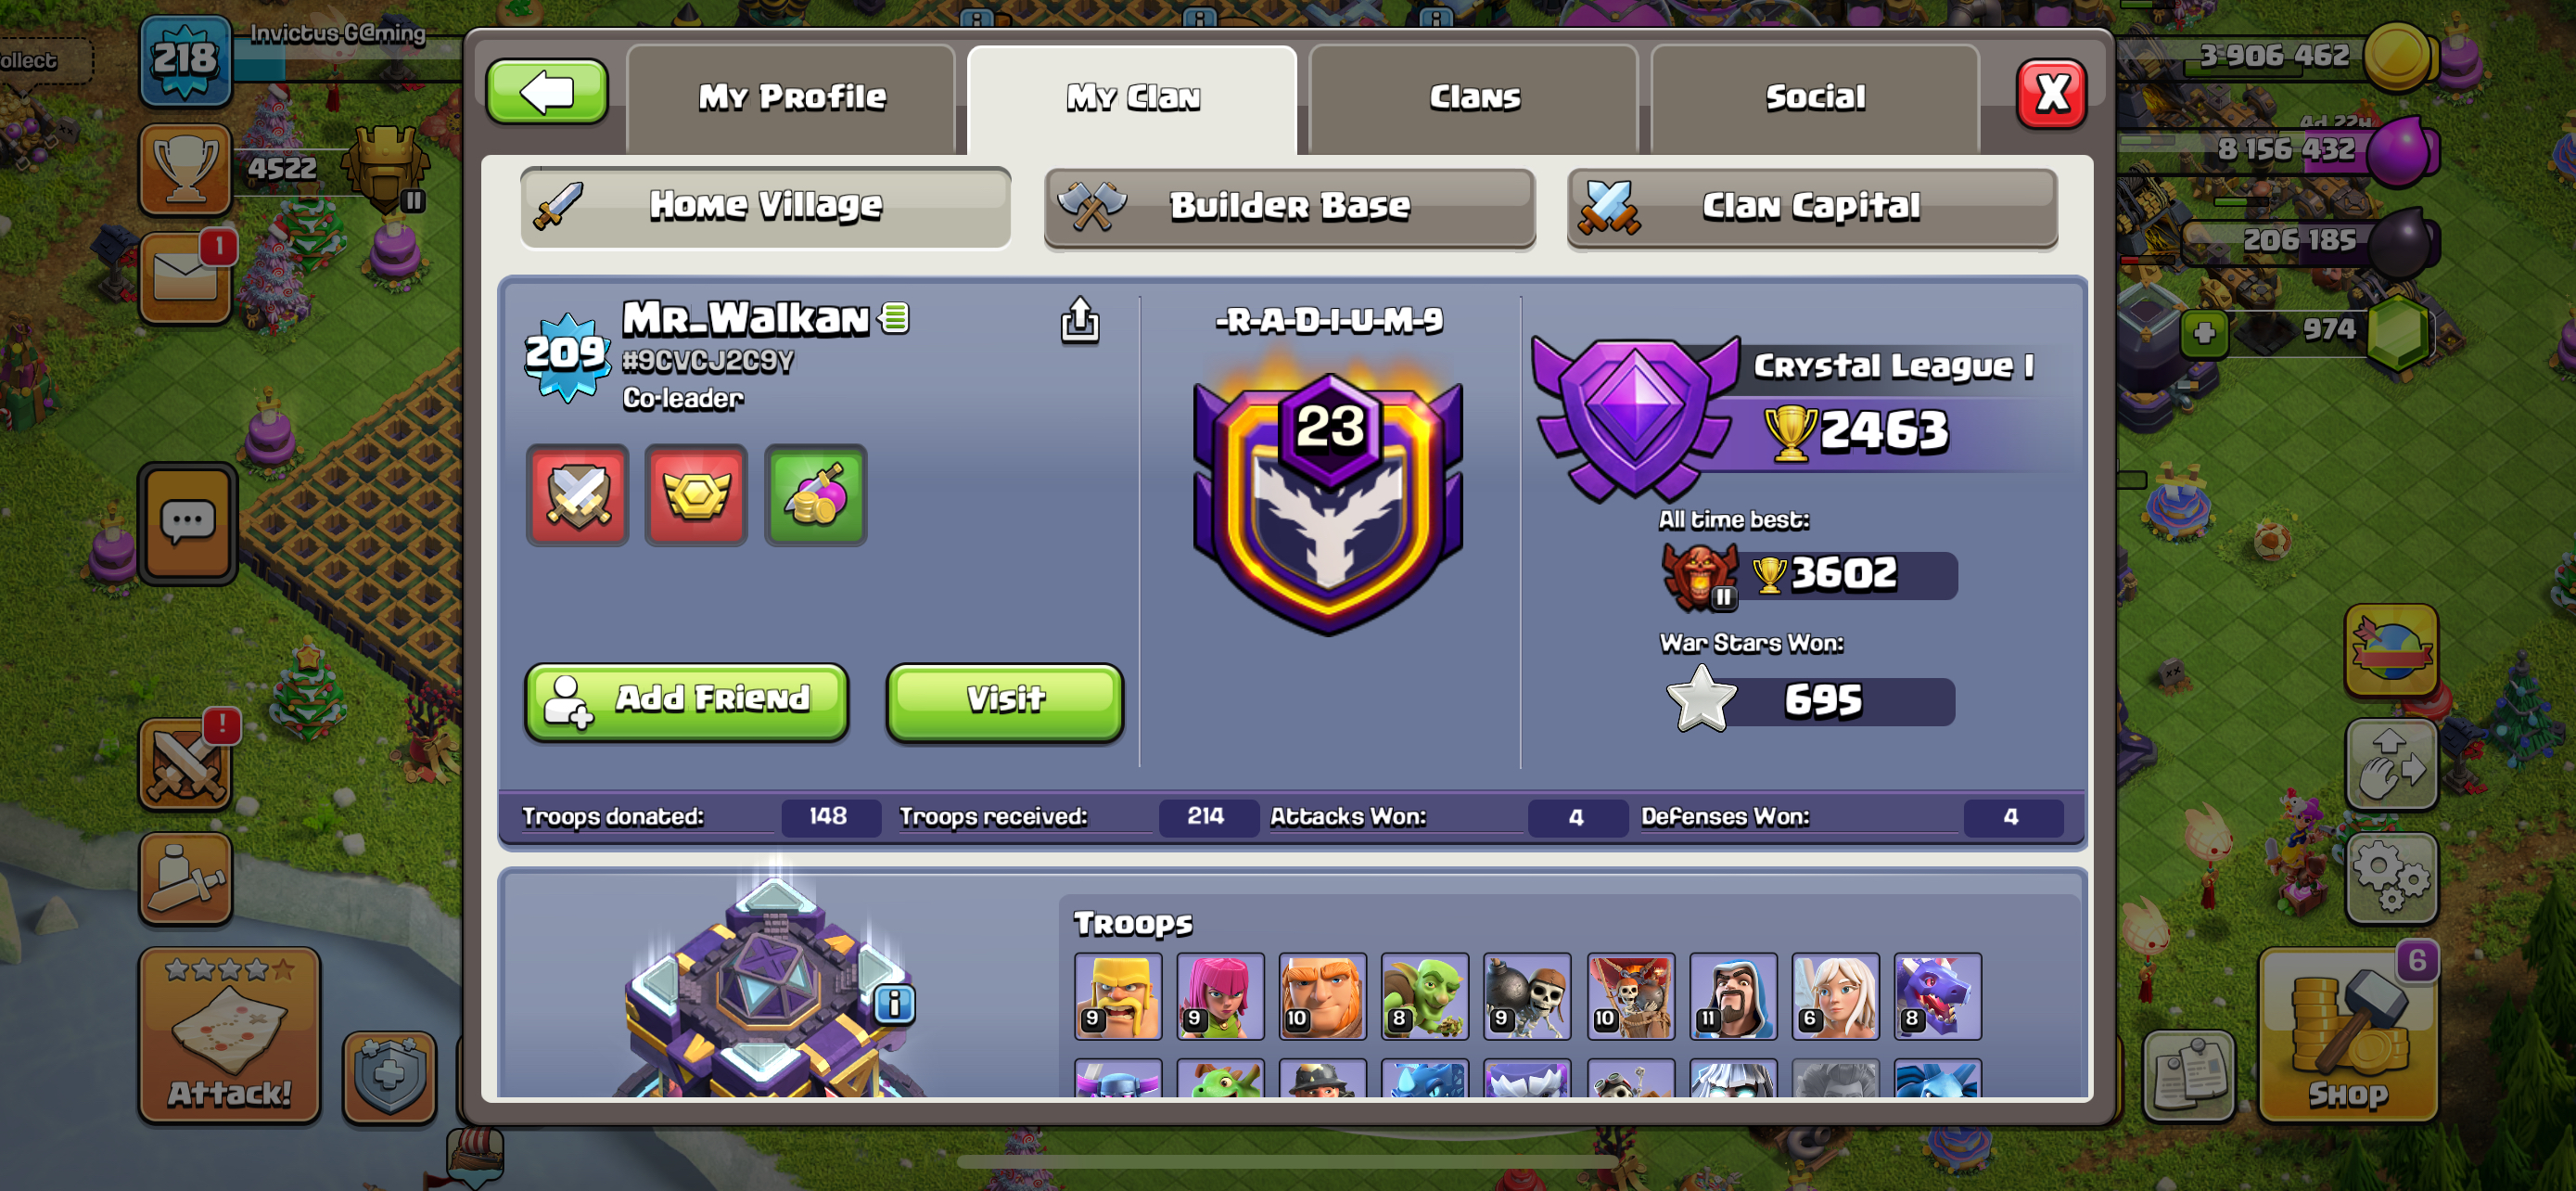 ollect
218
Invictus-G@ming
4522
1
My Profile
My Clan
Clans
Social
X
3 906 462
4d 22h
8 156 432
206 185
974
Home Village
Builder Base
Clan Capital
209
Mr_Walkan
#9CVCJ2C9Y
Co-leader
-R-A-D-I-U-M-9
23
Crystal League I
2463
All time best:
3602
War Stars Won:
695
Add Friend
Visit
Troops donated: 148
Troops received: 214
Attacks Won: 4
Defenses Won: 4
Troops
9
9
10
8
9
10
11
6
8
!
Attack!
6
Shop